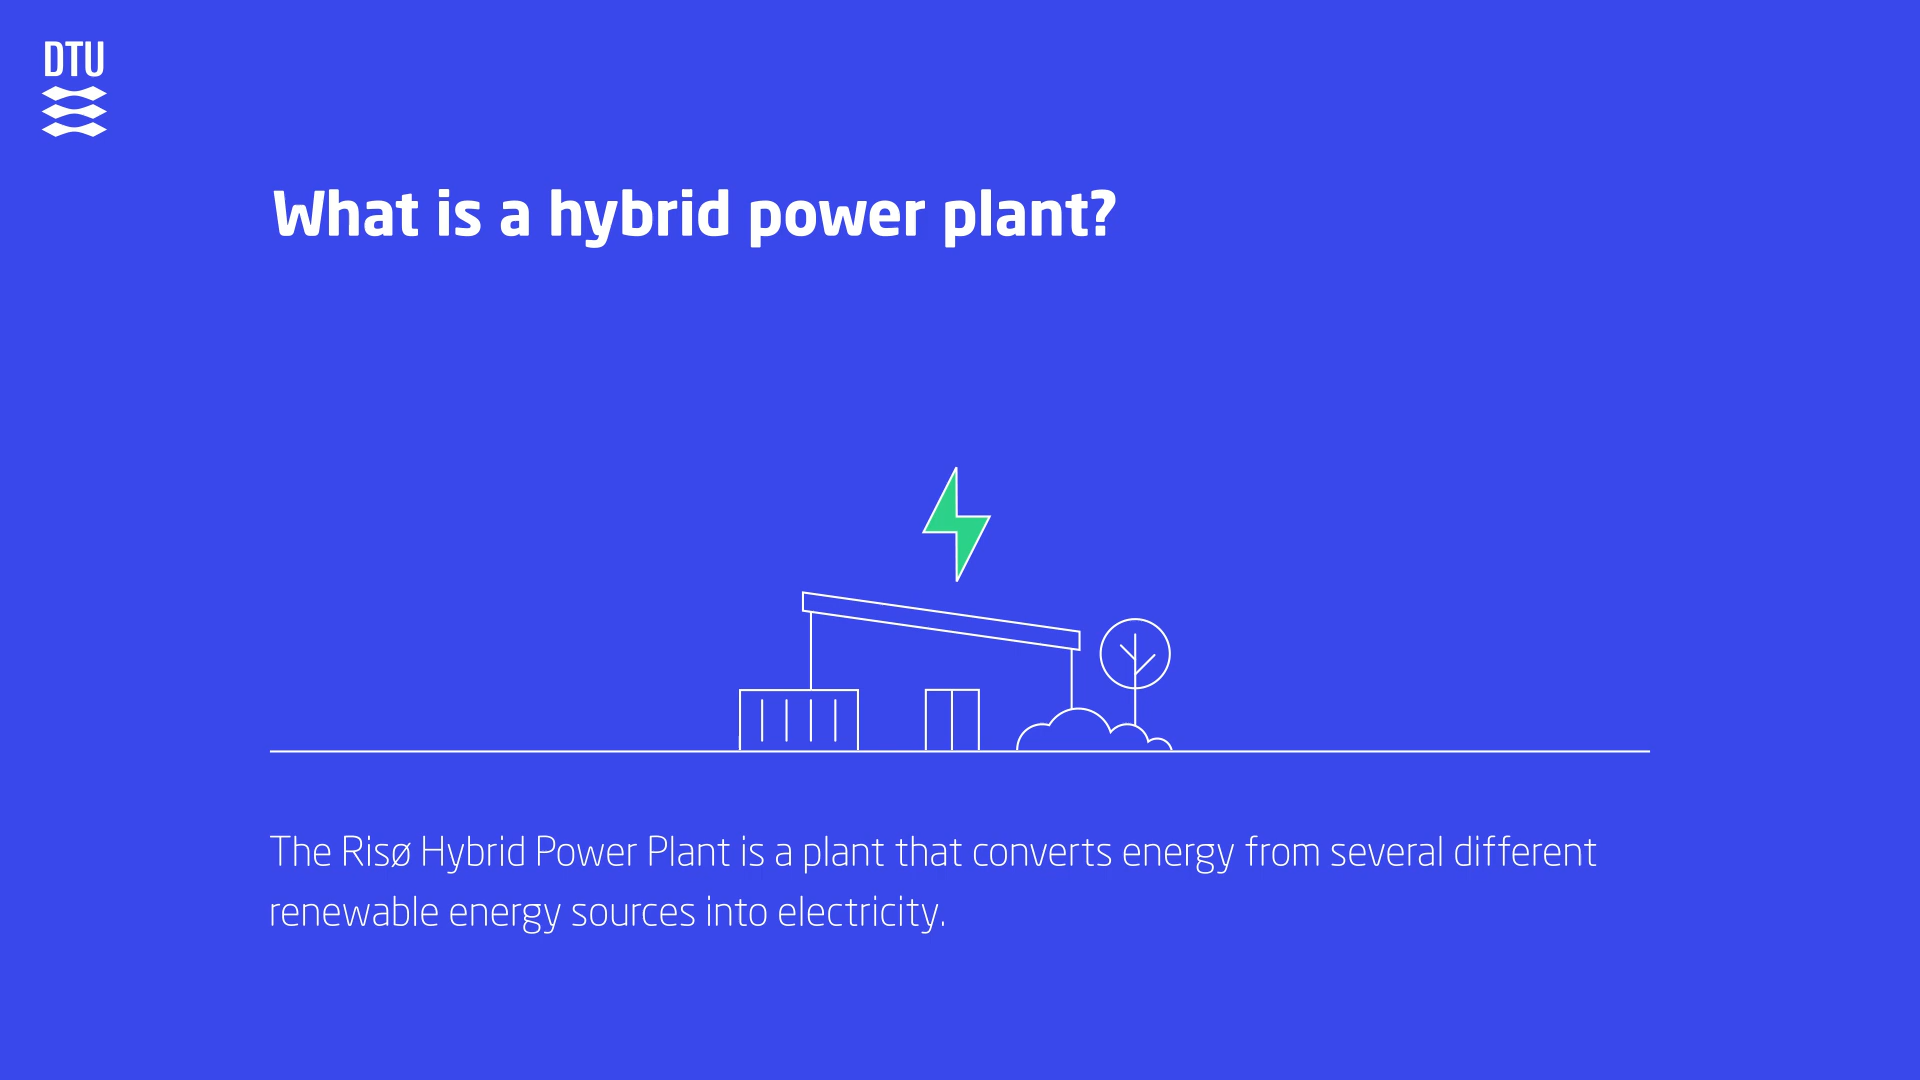 DTU
What is a hybrid power plant?
The Risø Hybrid Power Plant is a plant that converts energy from several different
renewable energy sources into electricity.